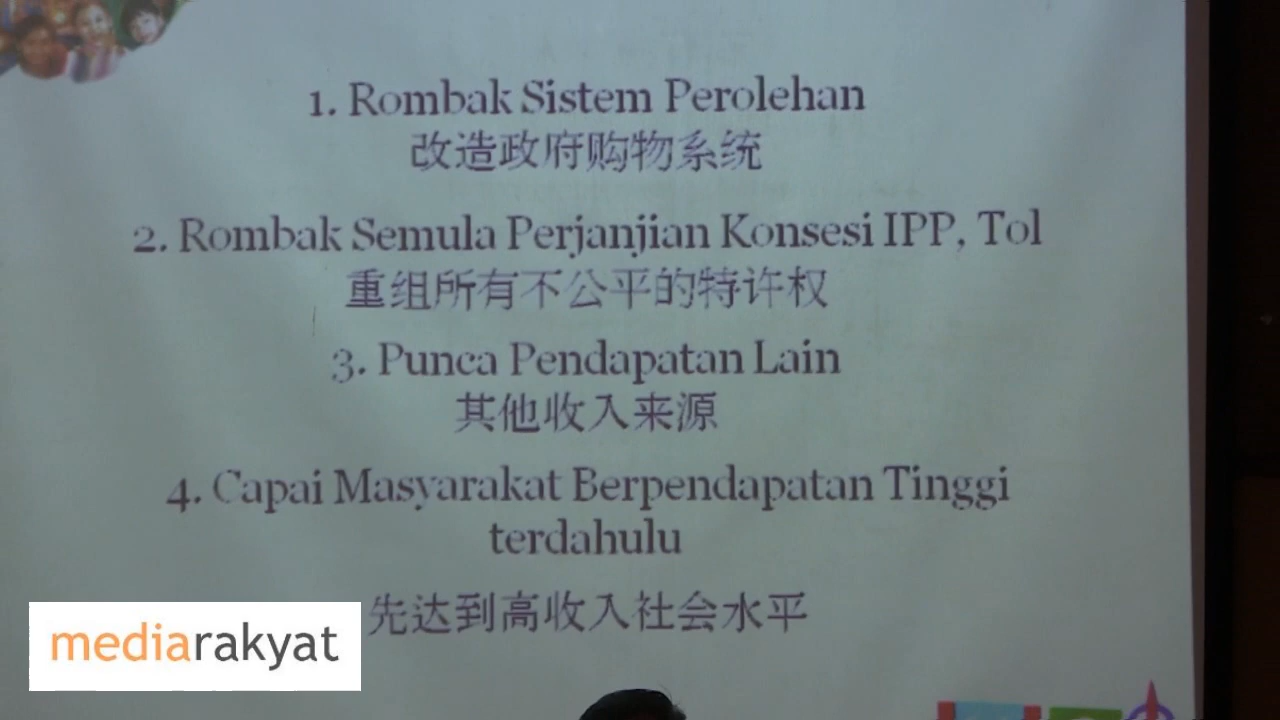 1. Rombak Sistem Perolehan
改造政府购物系统
2. Rombak Semula Perjanjian Konsesi IPP, Tol
重组所有不公平的特许权
3. Punca Pendapatan Lain
其他收入来源
4. Capai Masyarakat Berpendapatan Tinggi
terdahulu
先达到高收入社会水平
mediarakyat